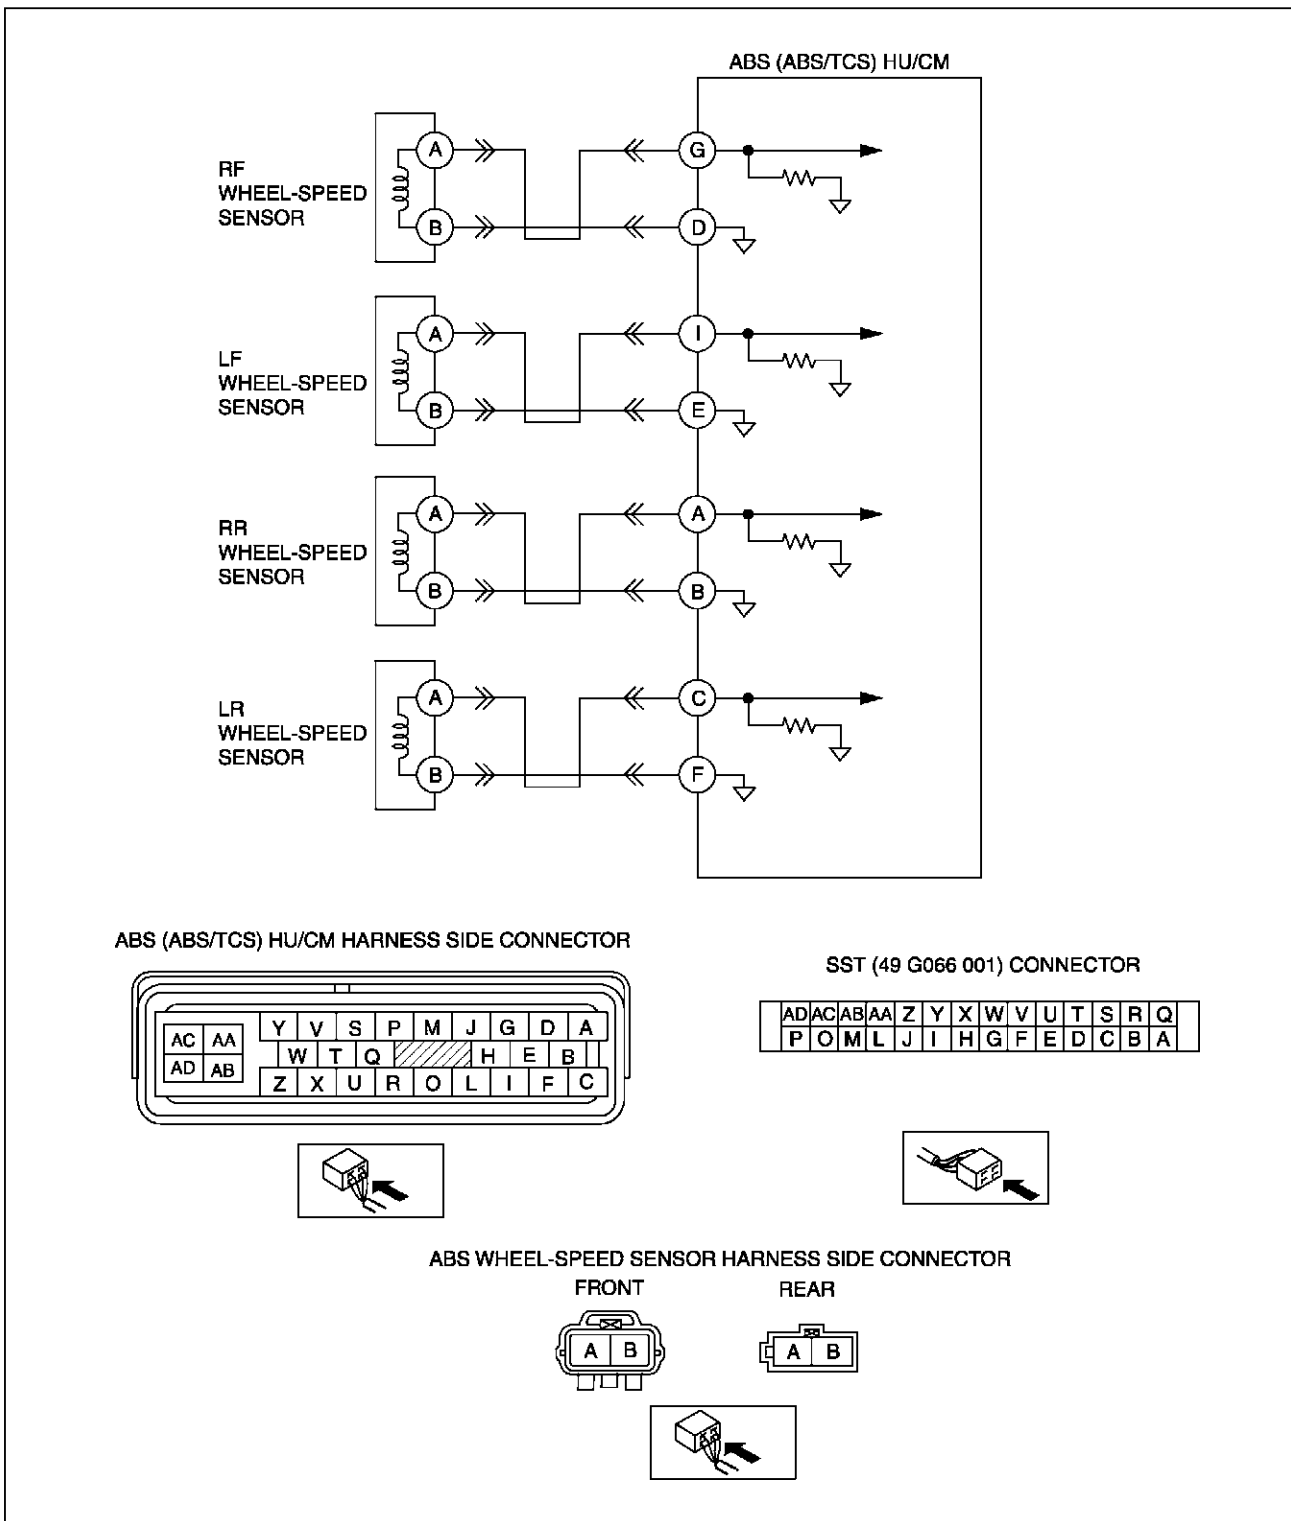 ABS (ABS/TCS) HU/CM
A
G
RF
WHEEL-SPEED
SENSOR
B
D
A
I
LF
WHEEL-SPEED
SENSOR
B
E
A
A
RR
WHEEL-SPEED
SENSOR
B
B
A
C
LR
WHEEL-SPEED
SENSOR
B
F
ABS (ABS/TCS) HU/CM HARNESS SIDE CONNECTOR
AC AA
AD AB
Y V S P M J G D A
W T Q H E B
Z X U R O L I F C
SST (49 G066 001) CONNECTOR
AD AC AB AA Z Y X W V U T S R Q
P O M L J I H G F E D C B A
ABS WHEEL-SPEED SENSOR HARNESS SIDE CONNECTOR
FRONT
REAR
A B
A B